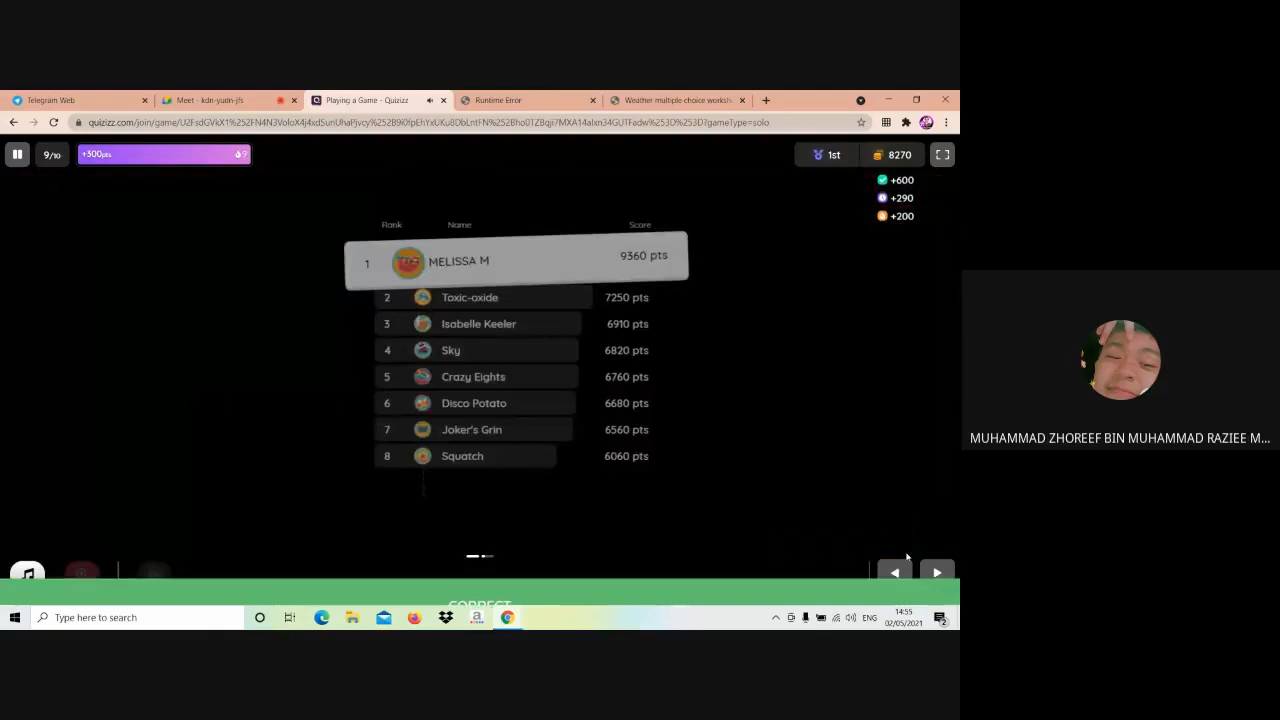 Telegram Web
Meet - kdn-yudn-jfs
Playing a Game - Quizizz
Runtime Error
Weather multiple choice worksh
9/10
+300pts
9
1st
8270
+600
+290
+200
Rank Name Score
1 MELISSA M 9360 pts
2 Toxic-oxide 7250 pts
3 Isabelle Keeler 6910 pts
4 Sky 6820 pts
5 Crazy Eights 6760 pts
6 Disco Potato 6680 pts
7 Joker's Grin 6560 pts
8 Squatch 6060 pts
CORRECT
Type here to search
ENG
14:55
02/05/2021
2
MUHAMMAD ZHOREEF BIN MUHAMMAD RAZIEE M...